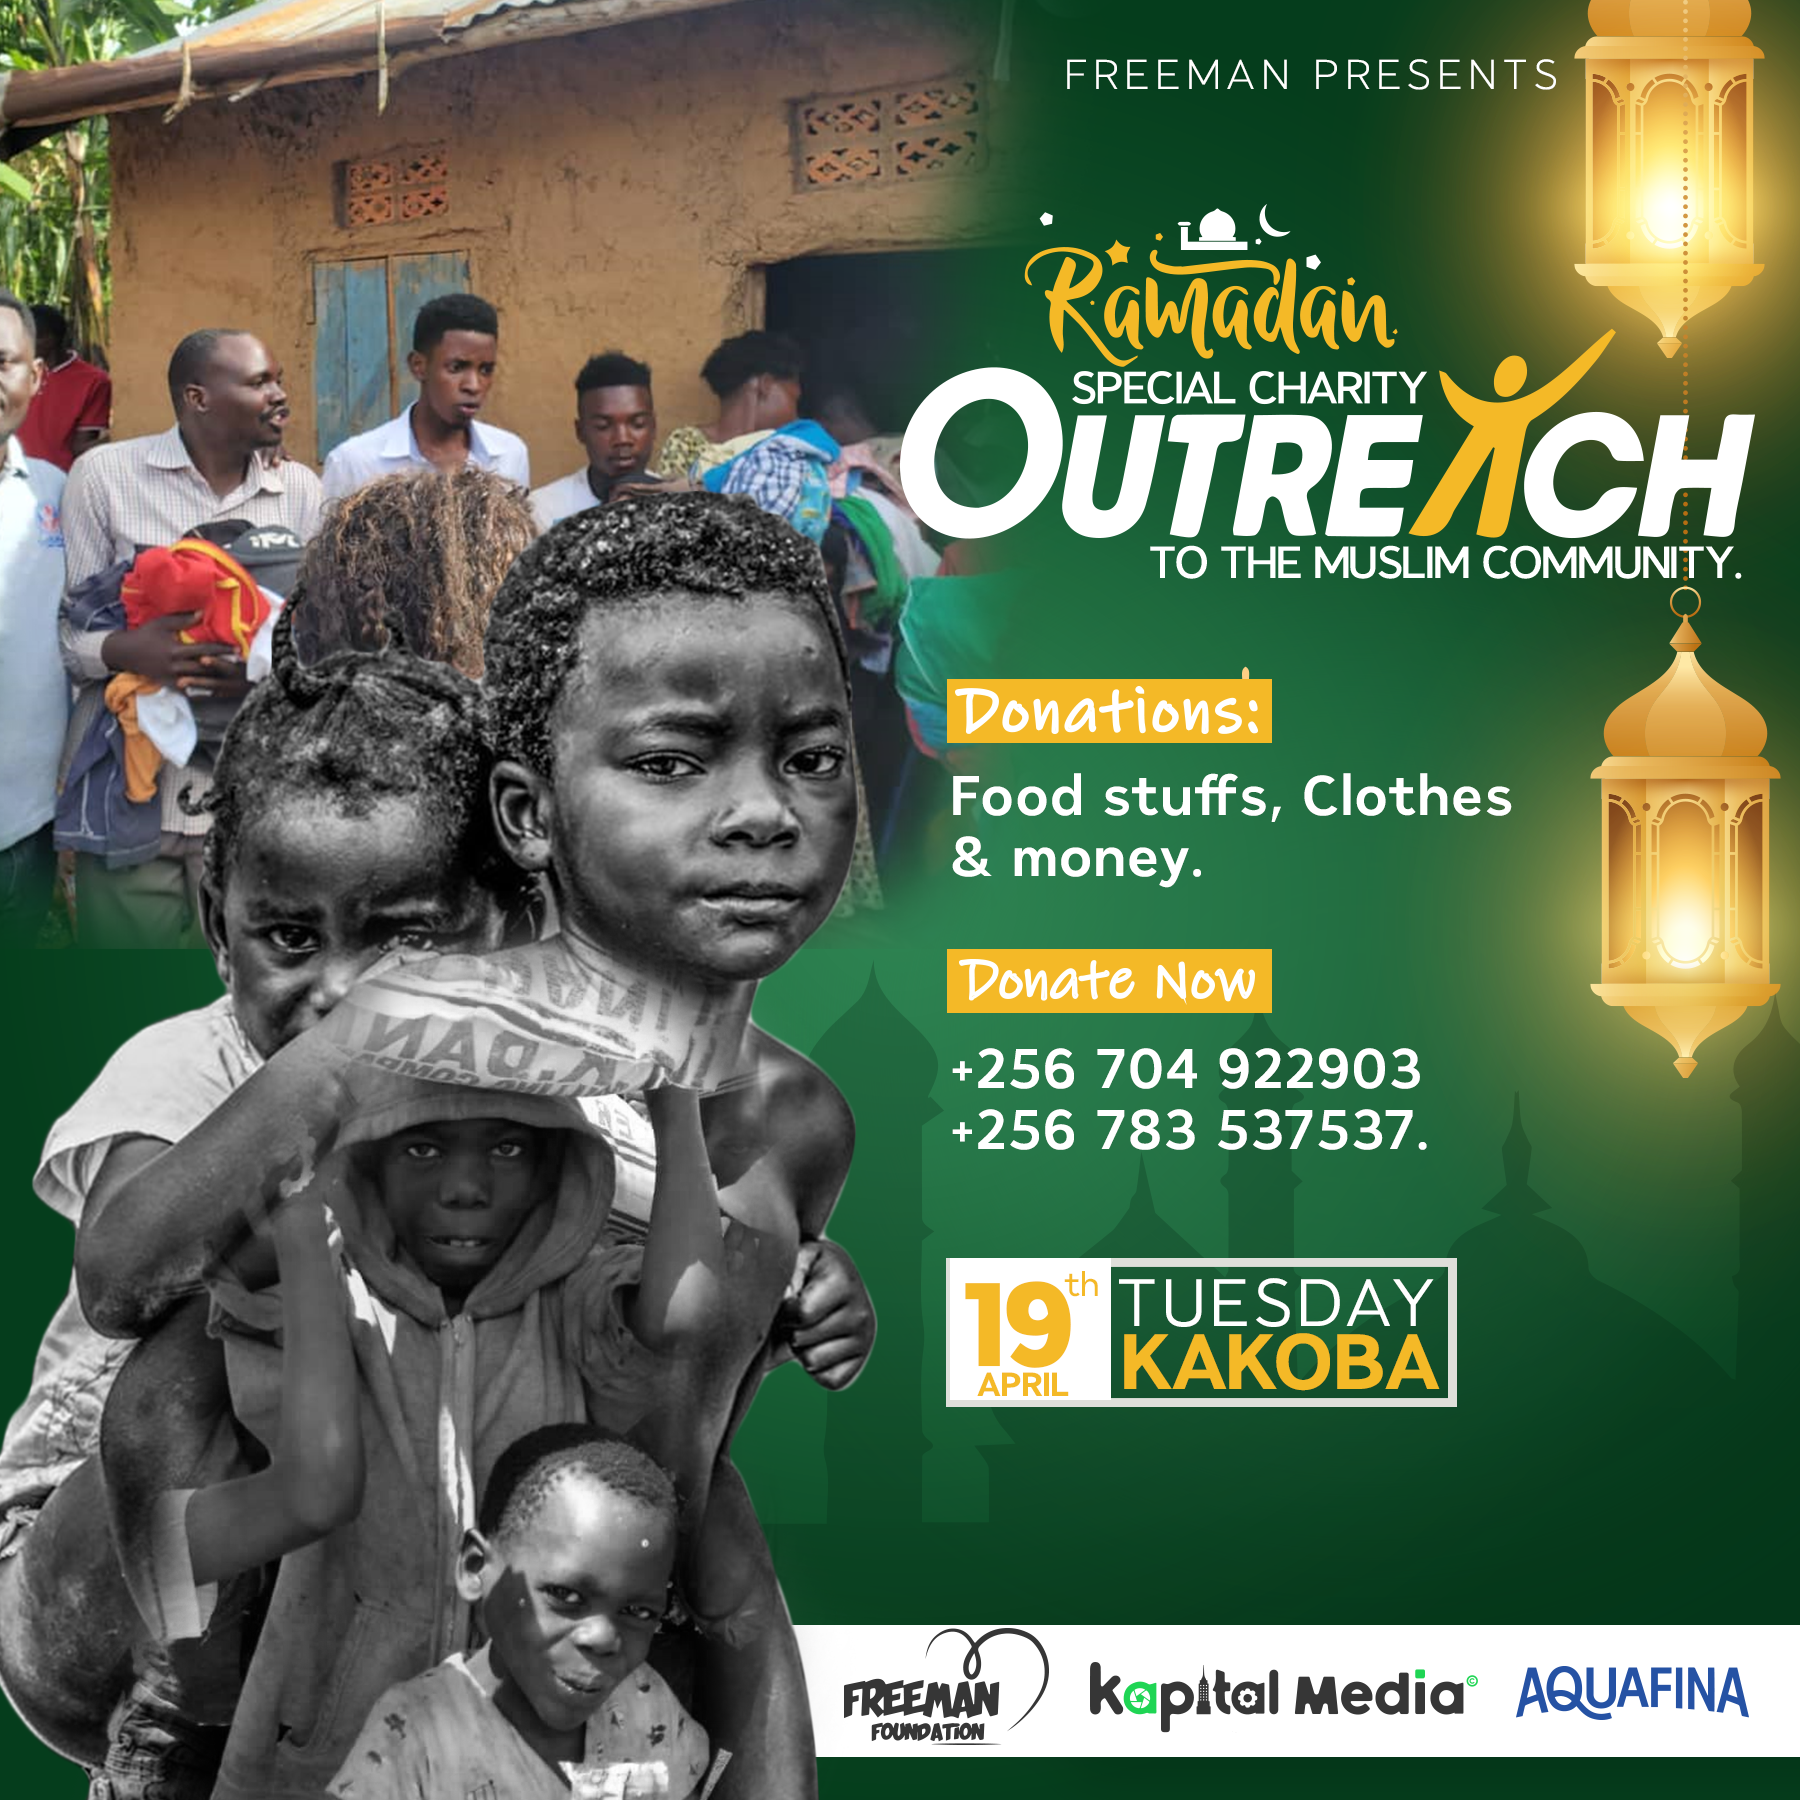 FREEMAN PRESENTS
Ramadan
SPECIAL CHARITY
OUTREACH
TO THE MUSLIM COMMUNITY.
Donations:
Food stuffs, Clothes
& money.
Donate Now
+256 704 922903
+256 783 537537.
19th
APRIL
TUESDAY
KAKOBA
FREEMAN
FOUNDATION
kapital Media©
AQUAFINA